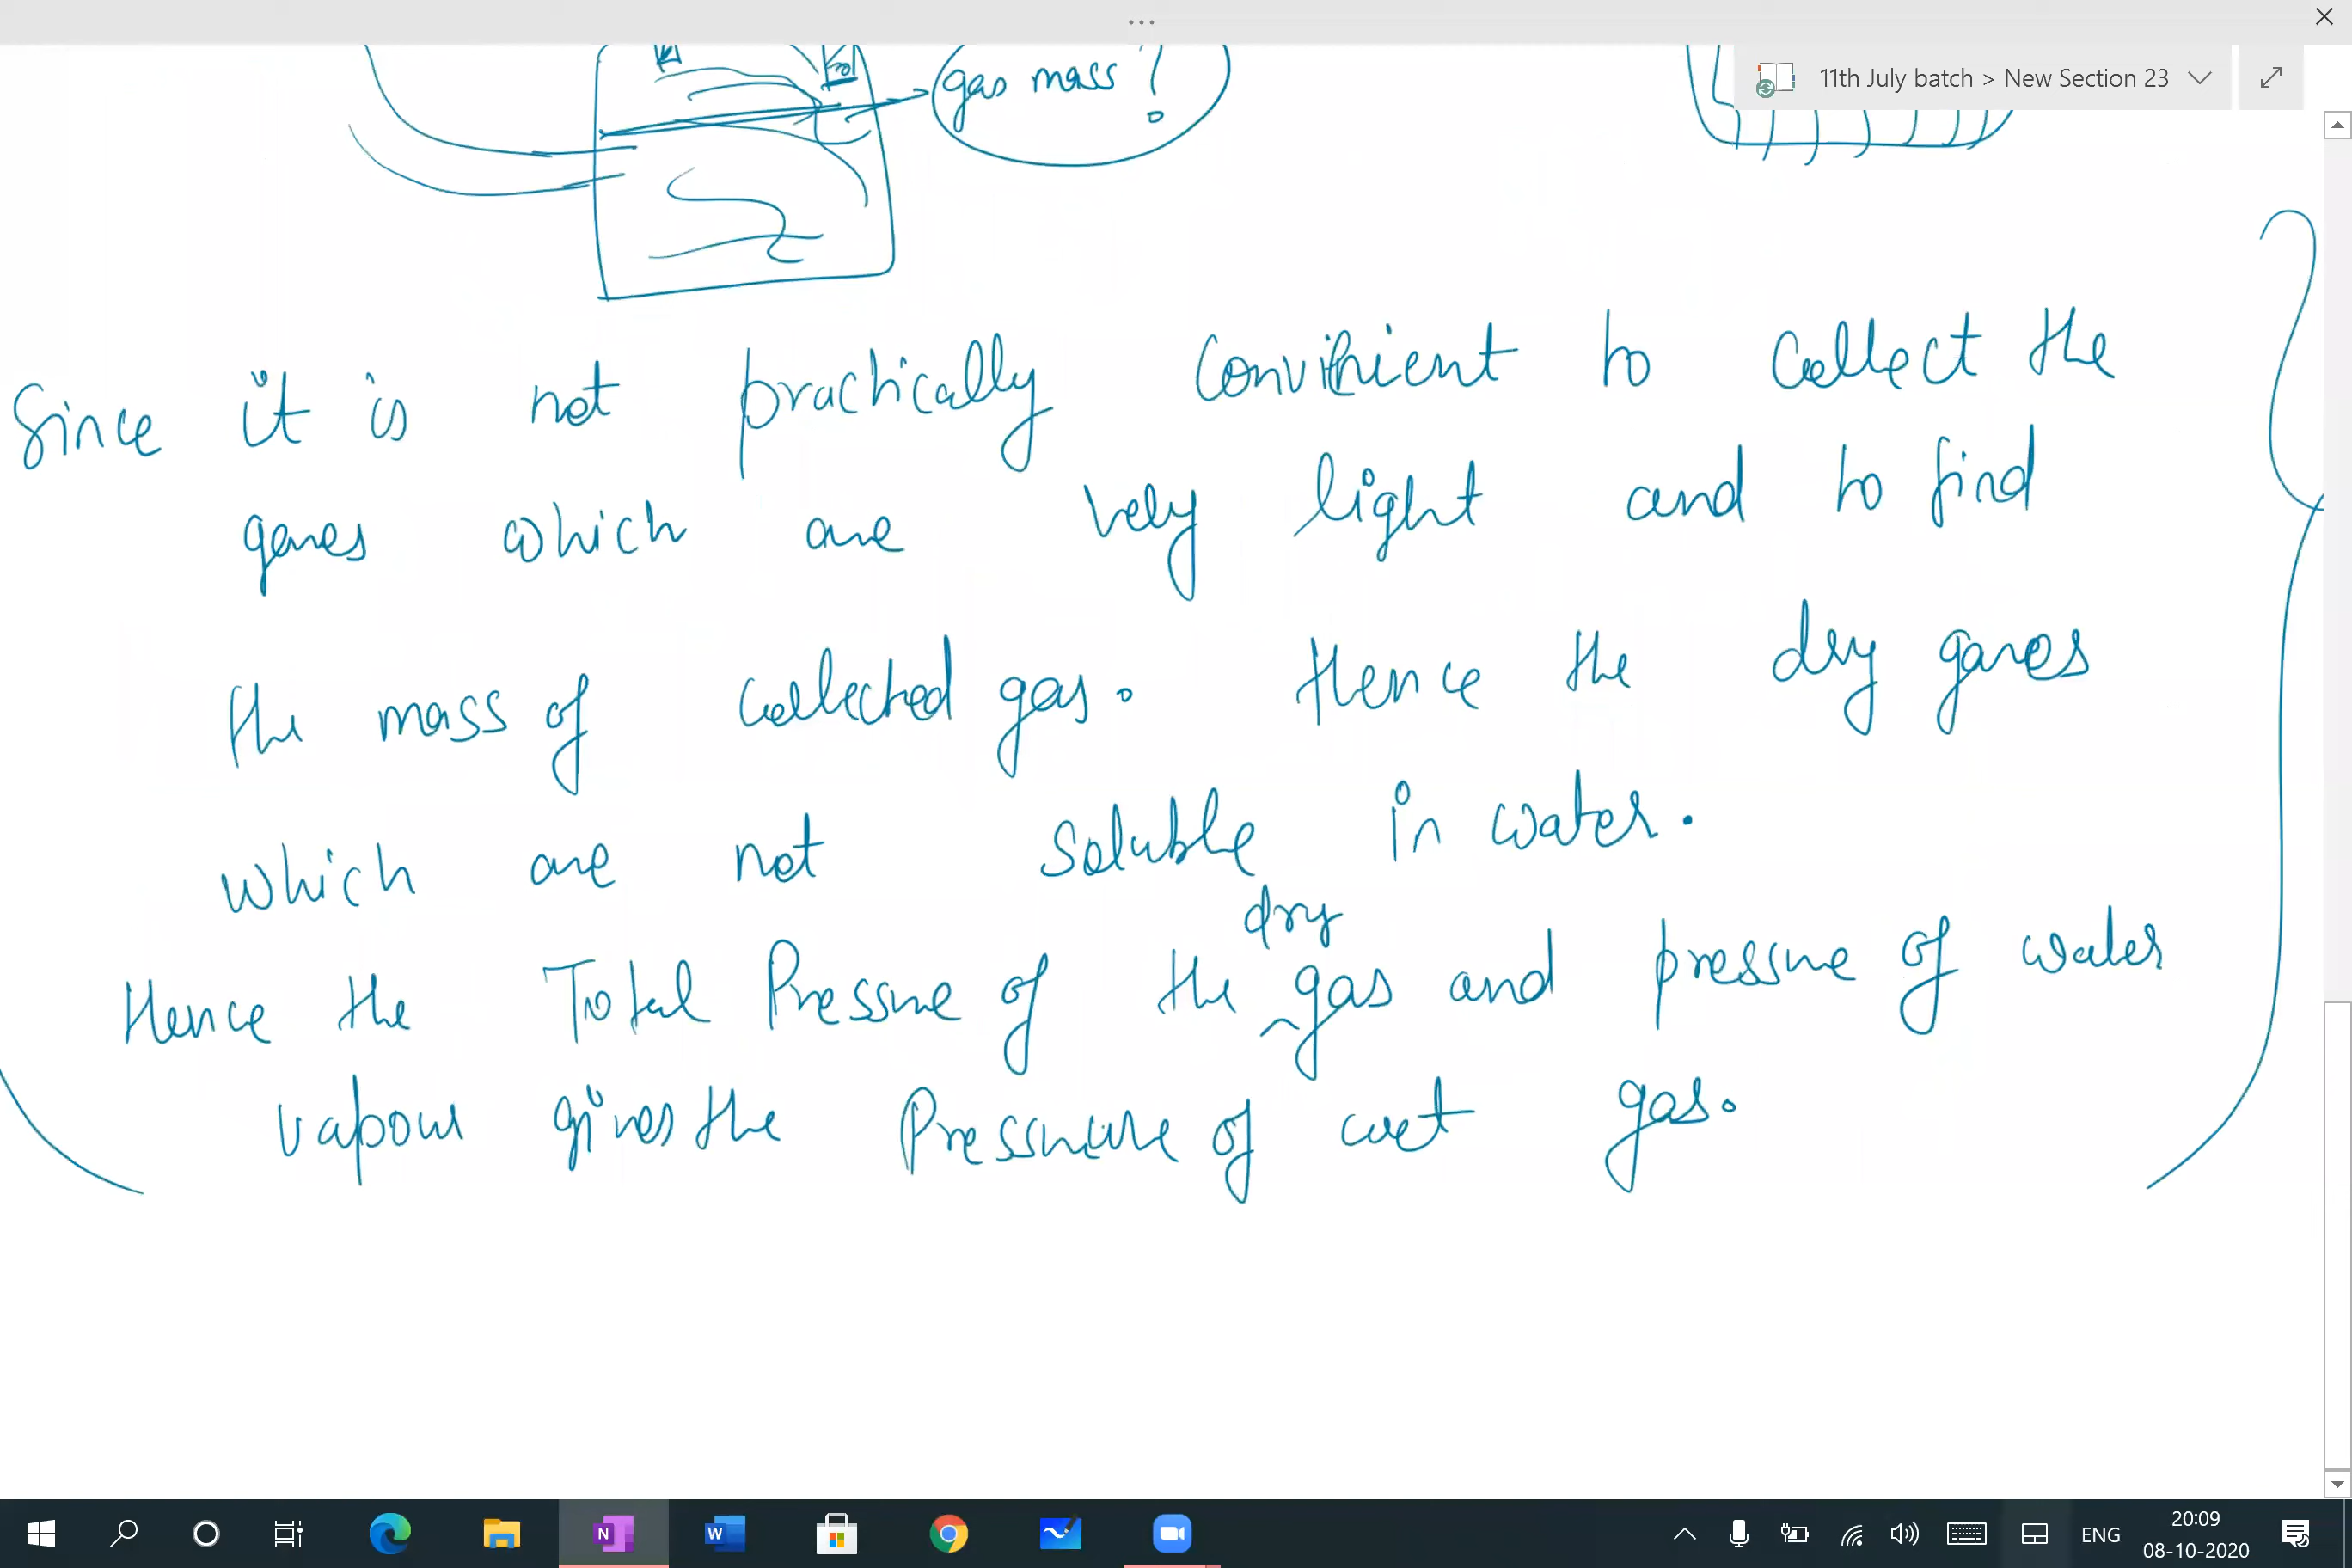 ...
11th July batch > New Section 23
gas mass?
Since it is not practically convinient to collect the
gases which are very light and to find
the mass of collected gas. Hence the dry gases
which are not soluble in water.
dry
Hence the Total Pressure of the gas and pressure of water
vapour gives the Pressure of wet gas.
ENG
20:09
08-10-2020